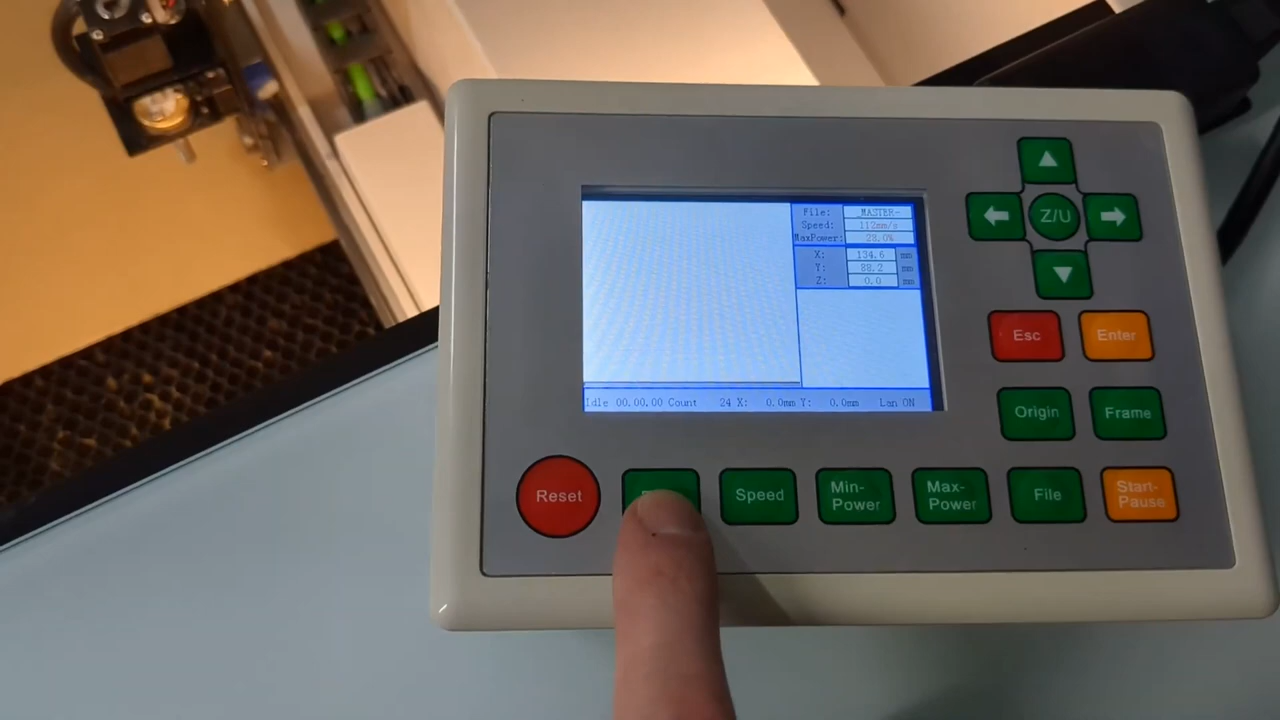 File: _MASTER-
Speed: 112mm/s
MaxPower: 28.0%
X: 134.6 mm
Y: 88.2 mm
Z: 0.0 mm
Idle 00.00.00 Count 24 X: 0.0mm Y: 0.0mm Lan ON
Z/U
Esc Enter
Origin Frame
Reset Speed Min-Power Max-Power File Start-Pause